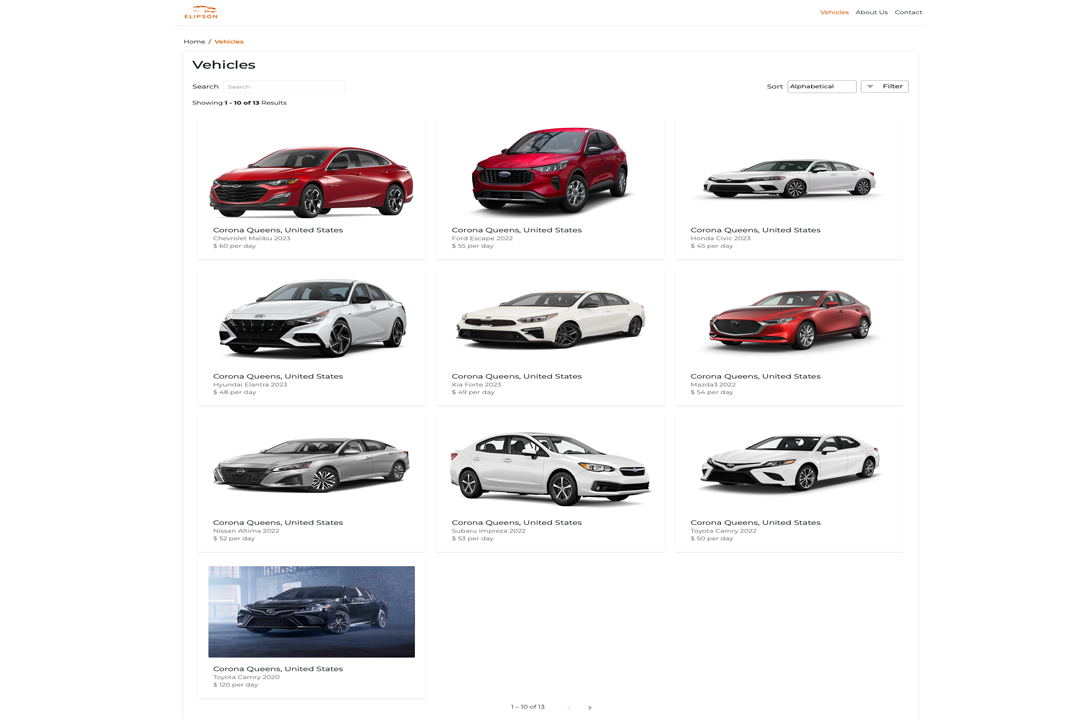 ELIPSON
Vehicles About Us Contact
Home / Vehicles
Vehicles
Search Search
Sort Alphabetical Filter
Showing 1 - 10 of 13 Results
Corona Queens, United States
Chevrolet Malibu 2023
$ 60 per day
Corona Queens, United States
Ford Escape 2022
$ 55 per day
Corona Queens, United States
Honda Civic 2023
$ 45 per day
Corona Queens, United States
Hyundai Elantra 2023
$ 48 per day
Corona Queens, United States
Kia Forte 2023
$ 49 per day
Corona Queens, United States
Mazda3 2022
$ 54 per day
Corona Queens, United States
Nissan Altima 2022
$ 52 per day
Corona Queens, United States
Subaru Impreza 2022
$ 53 per day
Corona Queens, United States
Toyota Camry 2022
$ 50 per day
Corona Queens, United States
Toyota Camry 2020
$ 120 per day
1 – 10 of 13